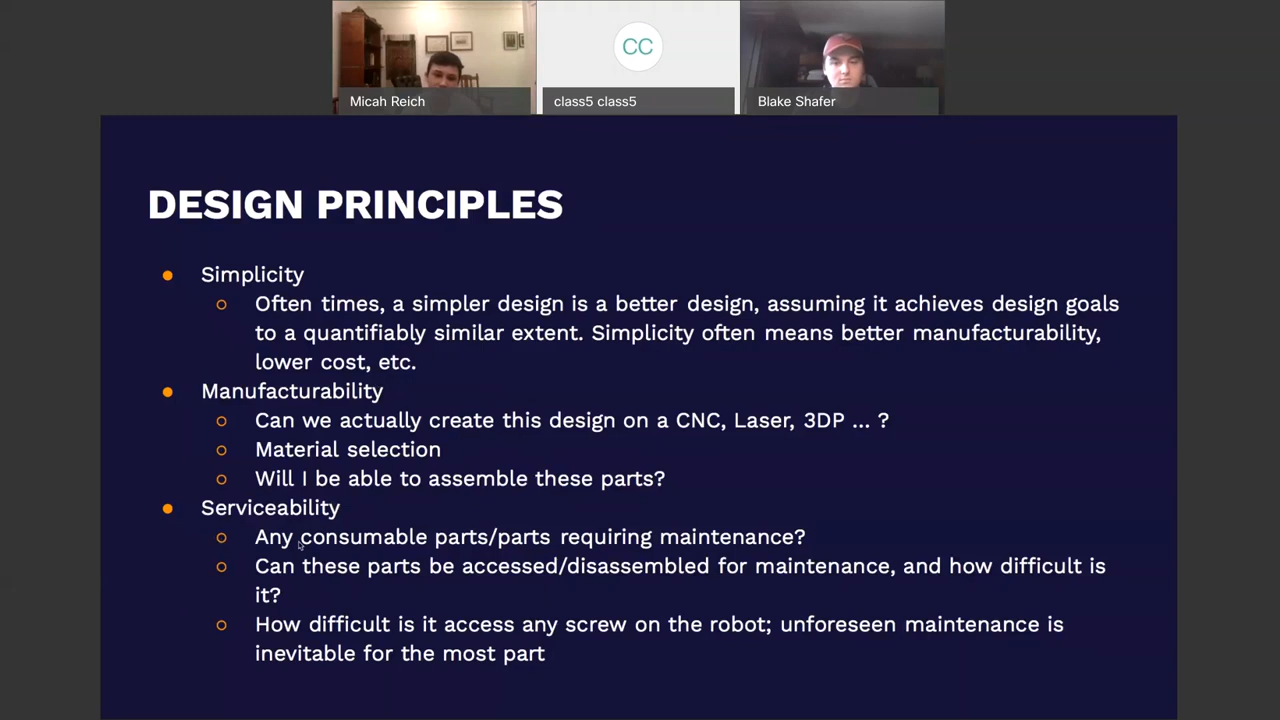 CC
Micah Reich
class5 class5
Blake Shafer
DESIGN PRINCIPLES
Simplicity
Often times, a simpler design is a better design, assuming it achieves design goals
to a quantifiably similar extent. Simplicity often means better manufacturability,
lower cost, etc.
Manufacturability
Can we actually create this design on a CNC, Laser, 3DP ... ?
Material selection
Will I be able to assemble these parts?
Serviceability
Any consumable parts/parts requiring maintenance?
Can these parts be accessed/disassembled for maintenance, and how difficult is
it?
How difficult is it access any screw on the robot; unforeseen maintenance is
inevitable for the most part